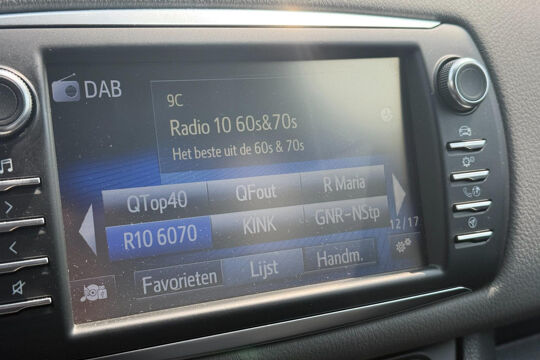 DAB
9C
Radio 10 60s&70s
Het beste uit de 60s & 70s
QTop40 QFout R Maria
R10 6070 KINK GNR-NStp
12/17
Favorieten Lijst Handm.